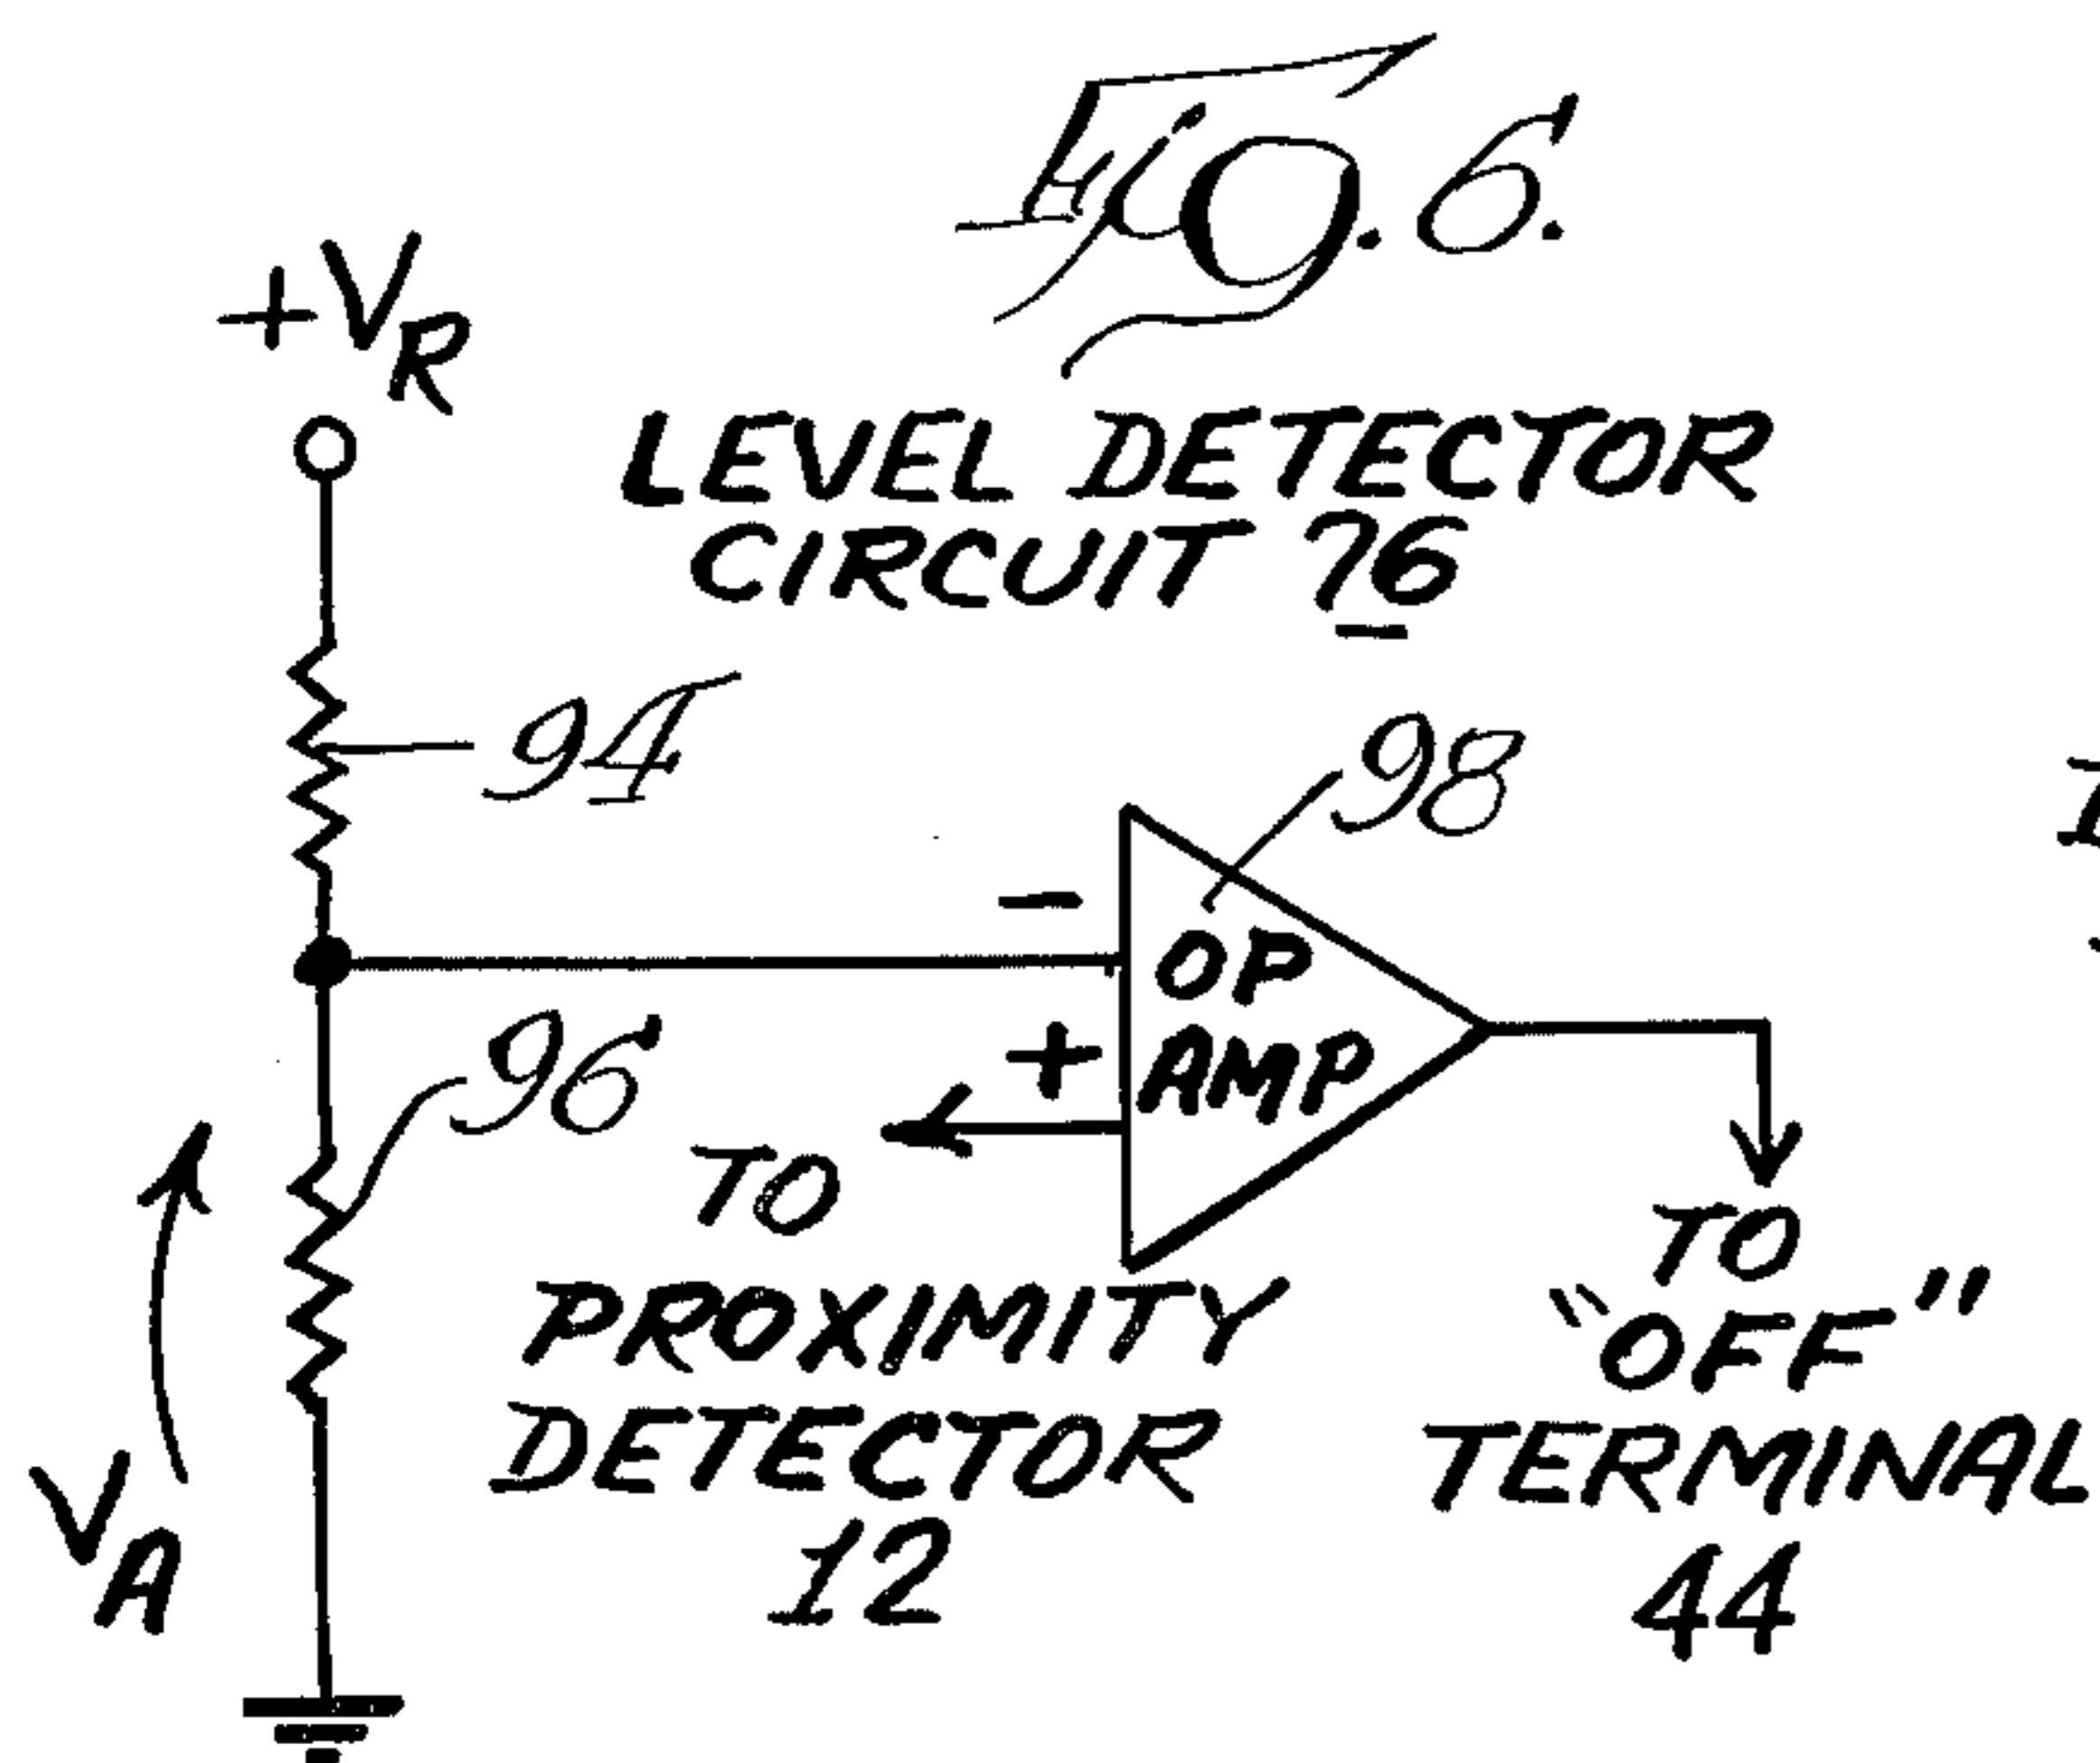 Fig. 6.
+VR
LEVEL DETECTOR
CIRCUIT 76
94
98
-
OP
AMP
+
96
TO
PROXIMITY
DETECTOR
12
TO
"OFF"
TERMINAL
44
VA